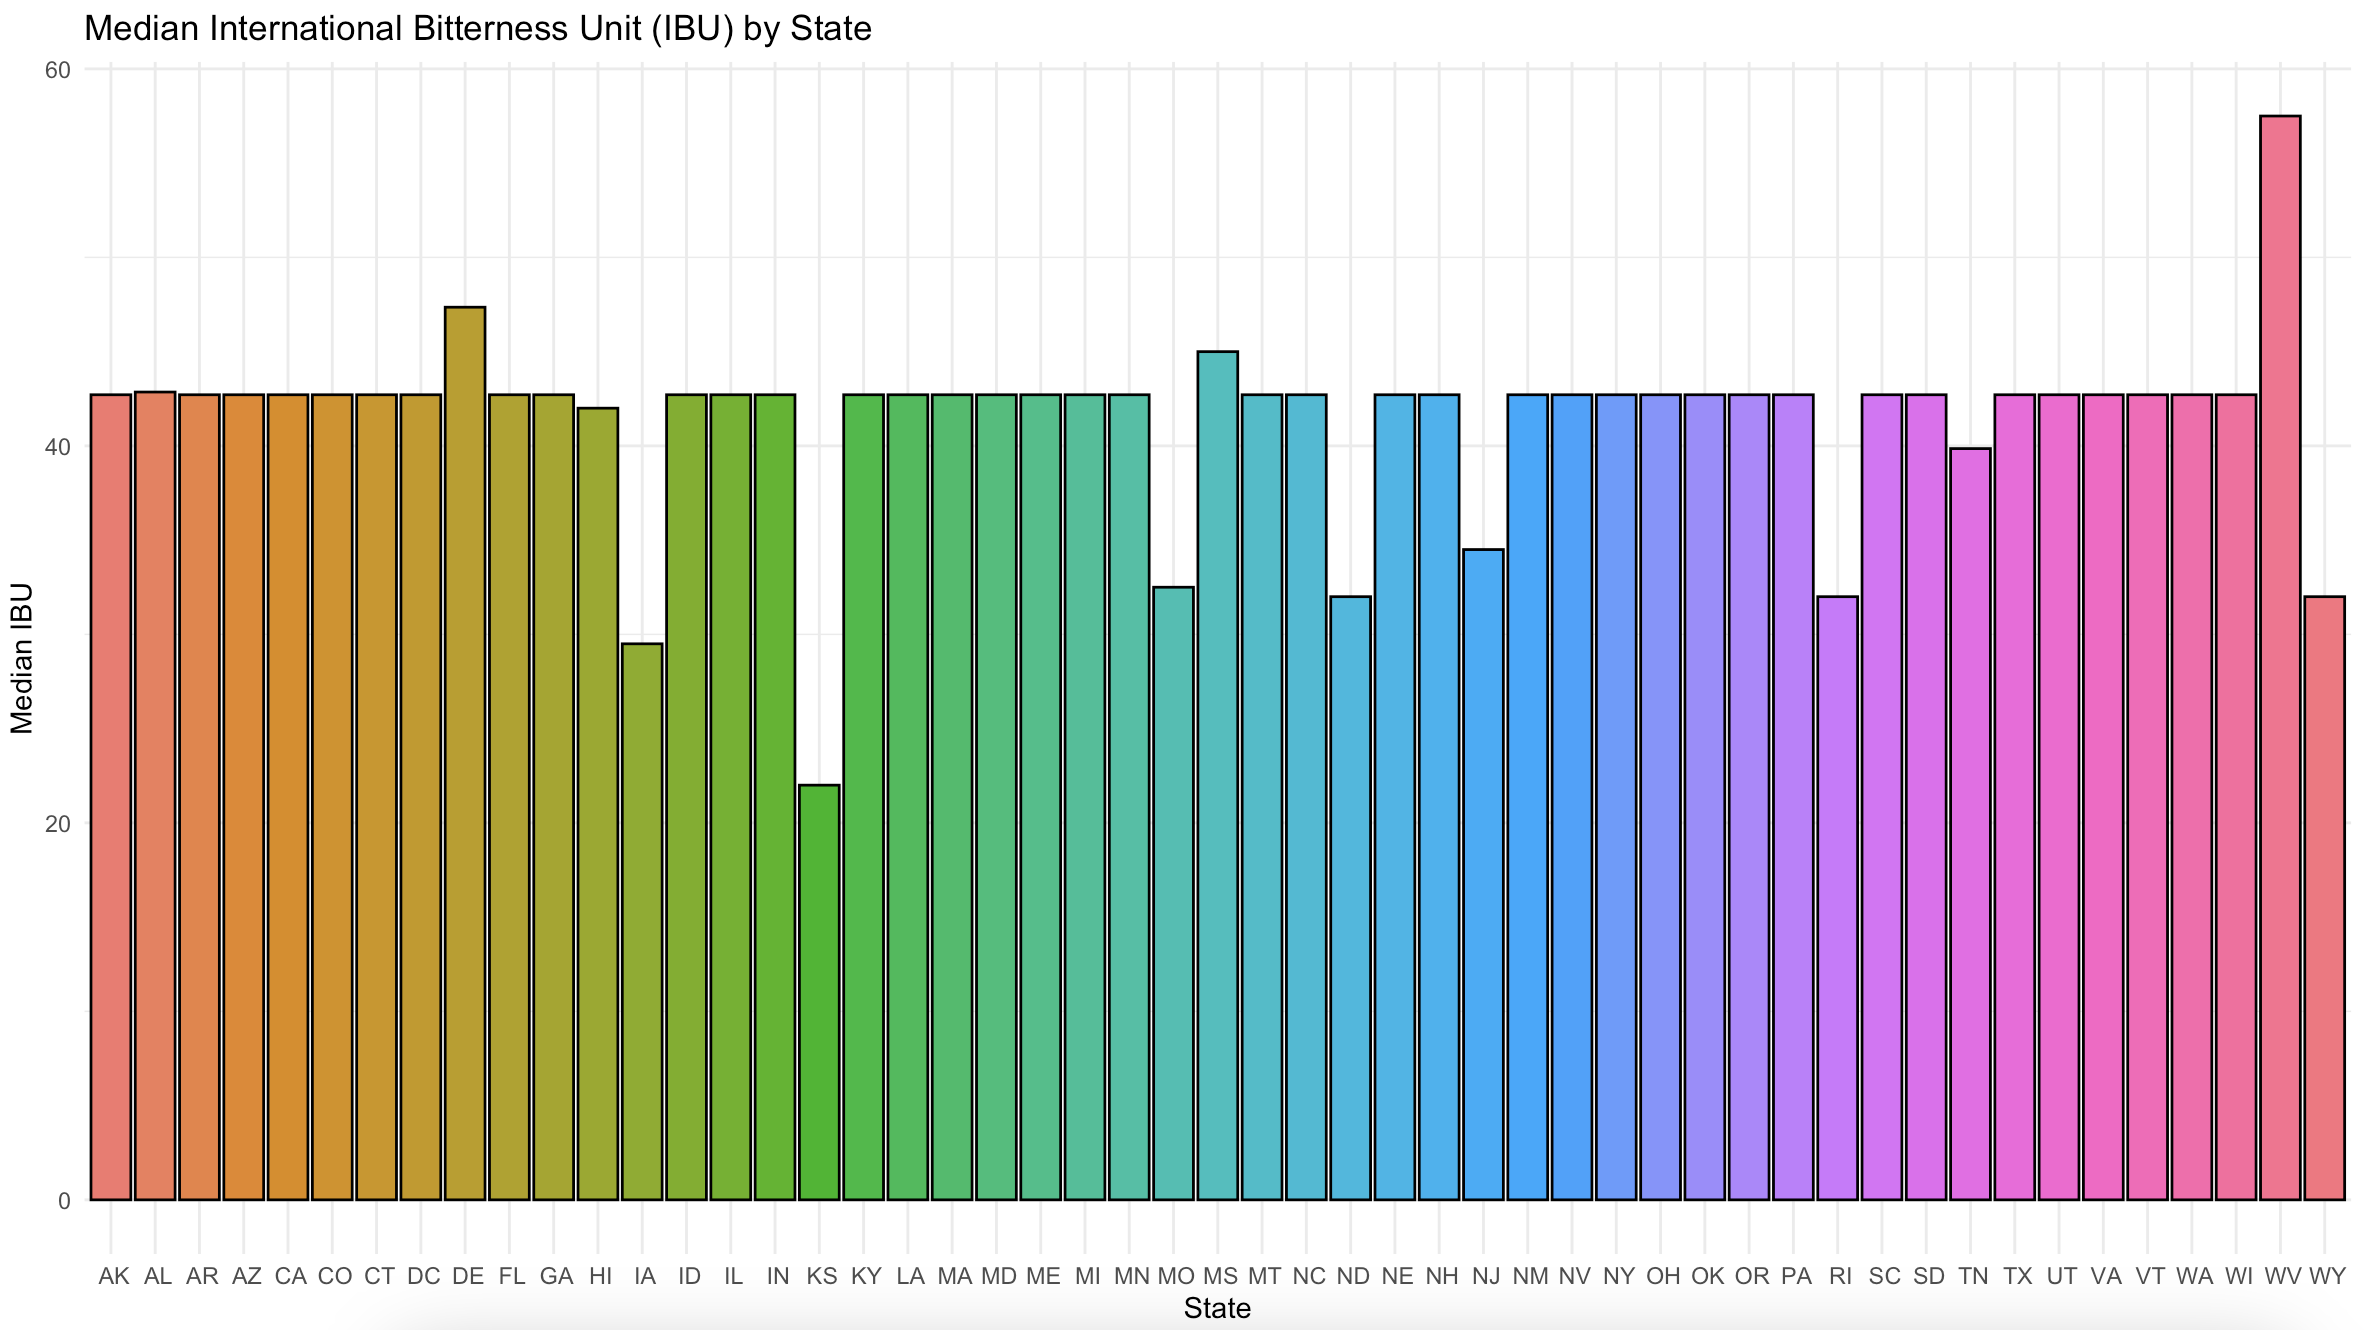 Median International Bitterness Unit (IBU) by State
60
40
20
0
Median IBU
AK AL AR AZ CA CO CT DC DE FL GA HI IA ID IL IN KS KY LA MA MD ME MI MN MO MS MT NC ND NE NH NJ NM NV NY OH OK OR PA RI SC SD TN TX UT VA VT WA WI WV WY
State